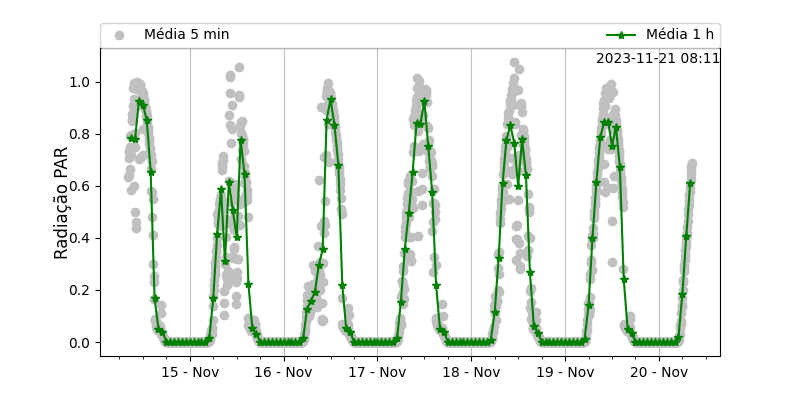 Média 5 min
Média 1 h
2023-11-21 08:11
Radiação PAR
1.0
0.8
0.6
0.4
0.2
0.0
15 - Nov
16 - Nov
17 - Nov
18 - Nov
19 - Nov
20 - Nov